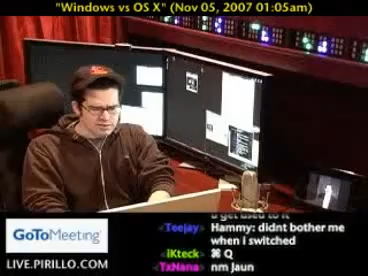 "Windows vs OS X" (Nov 05, 2007 01:05am)
u get used to it
<Teejay> Hammy: didnt bother me
when i switched
<iKteck> ⌘ Q
<TxNana> nm Jaun
GoToMeeting
LIVE.PIRILLO.COM